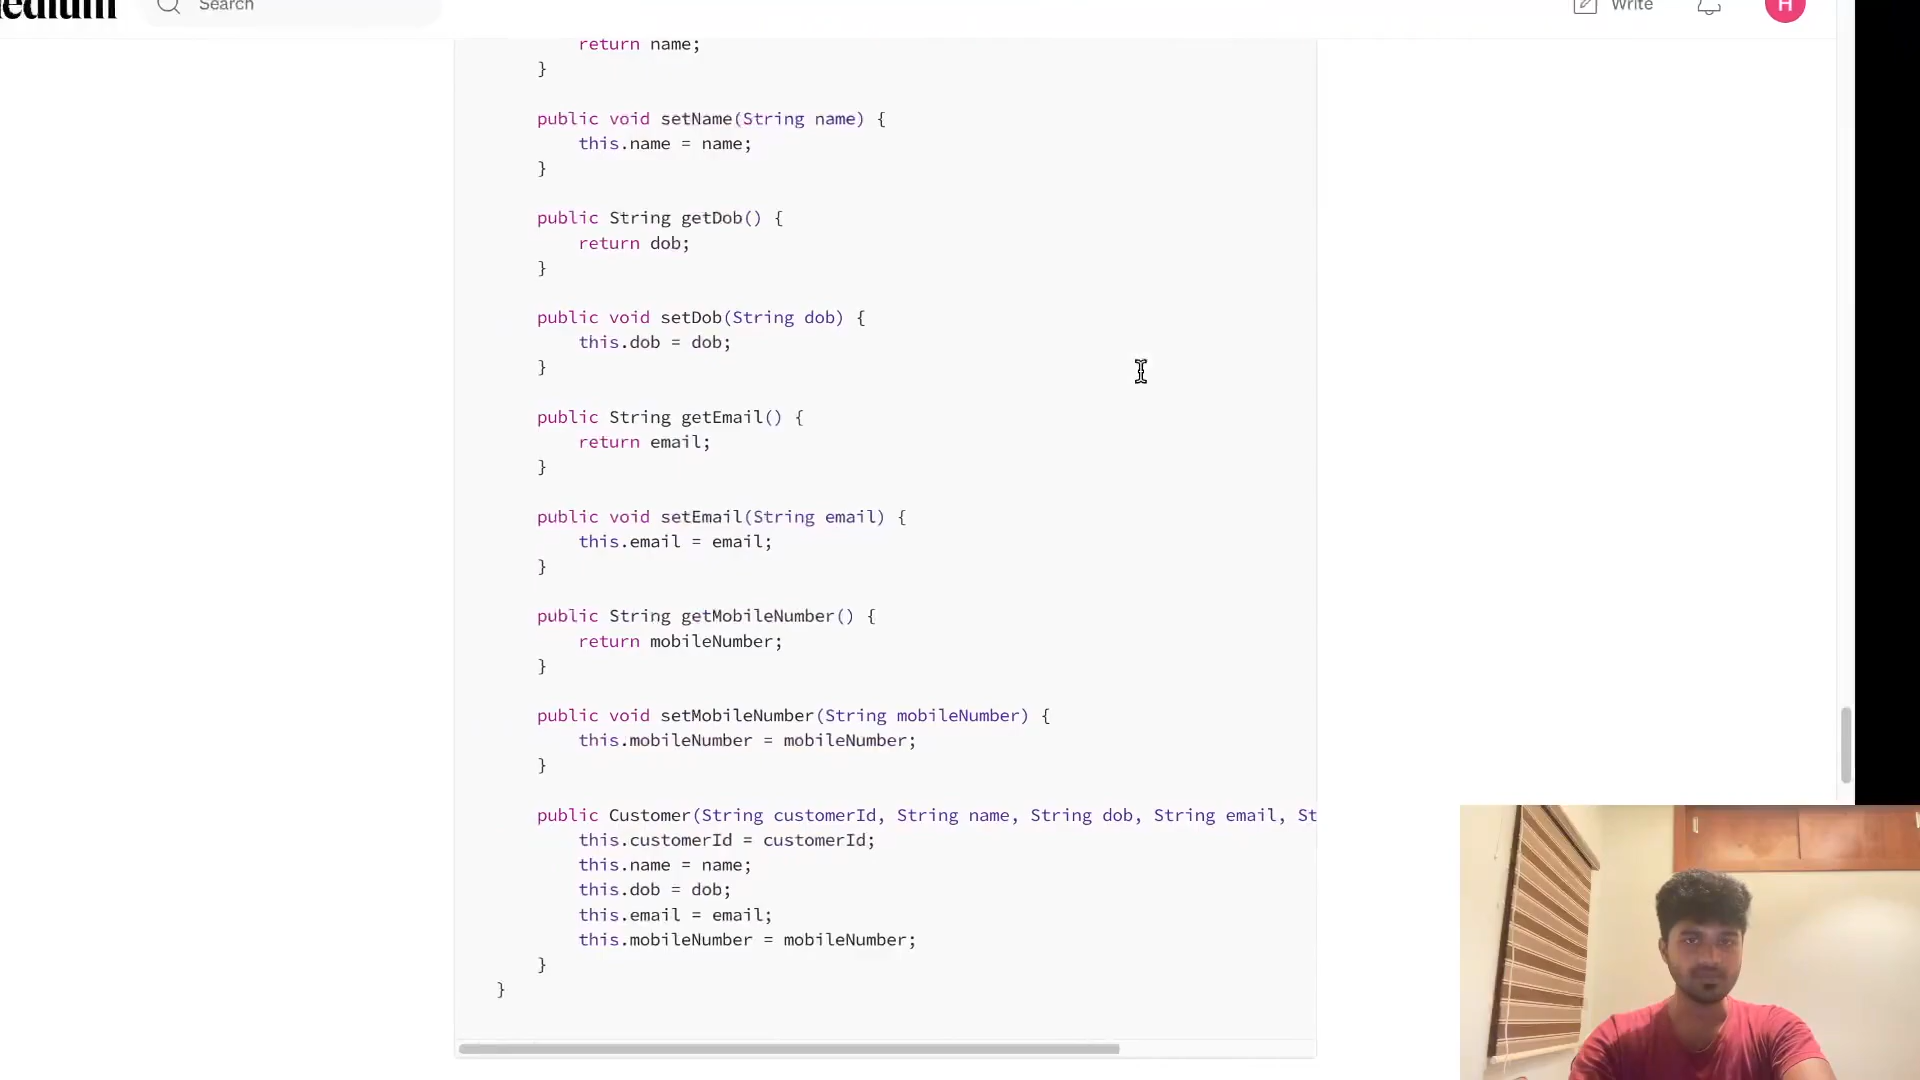 Search
Write
H
return name;
}
public void setName(String name) {
this.name = name;
}
public String getDob() {
return dob;
}
public void setDob(String dob) {
this.dob = dob;
}
public String getEmail() {
return email;
}
public void setEmail(String email) {
this.email = email;
}
public String getMobileNumber() {
return mobileNumber;
}
public void setMobileNumber(String mobileNumber) {
this.mobileNumber = mobileNumber;
}
public Customer(String customerId, String name, String dob, String email, St
this.customerId = customerId;
this.name = name;
this.dob = dob;
this.email = email;
this.mobileNumber = mobileNumber;
}
}